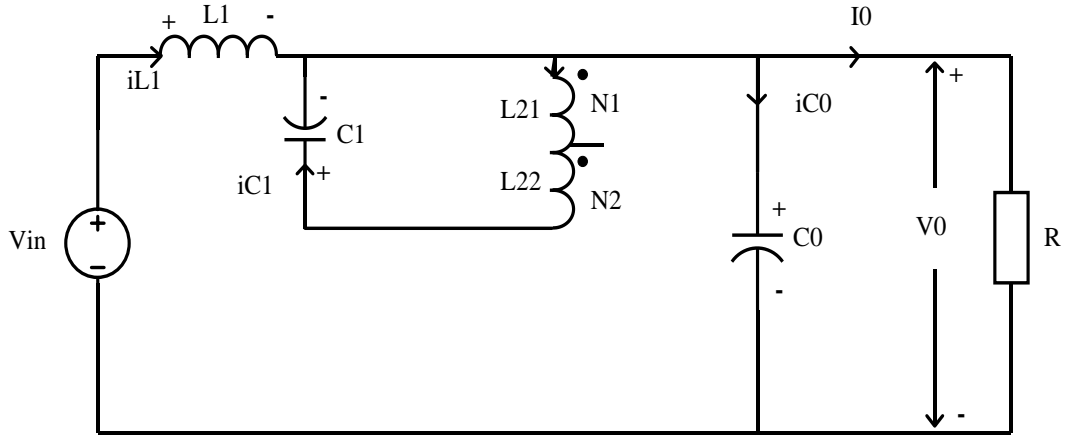 + L1 -
I0
iL1
- + 
L21 N1 iC0
C1
iC1 + L22 N2
+
Vin + - C0 V0 R
-
-